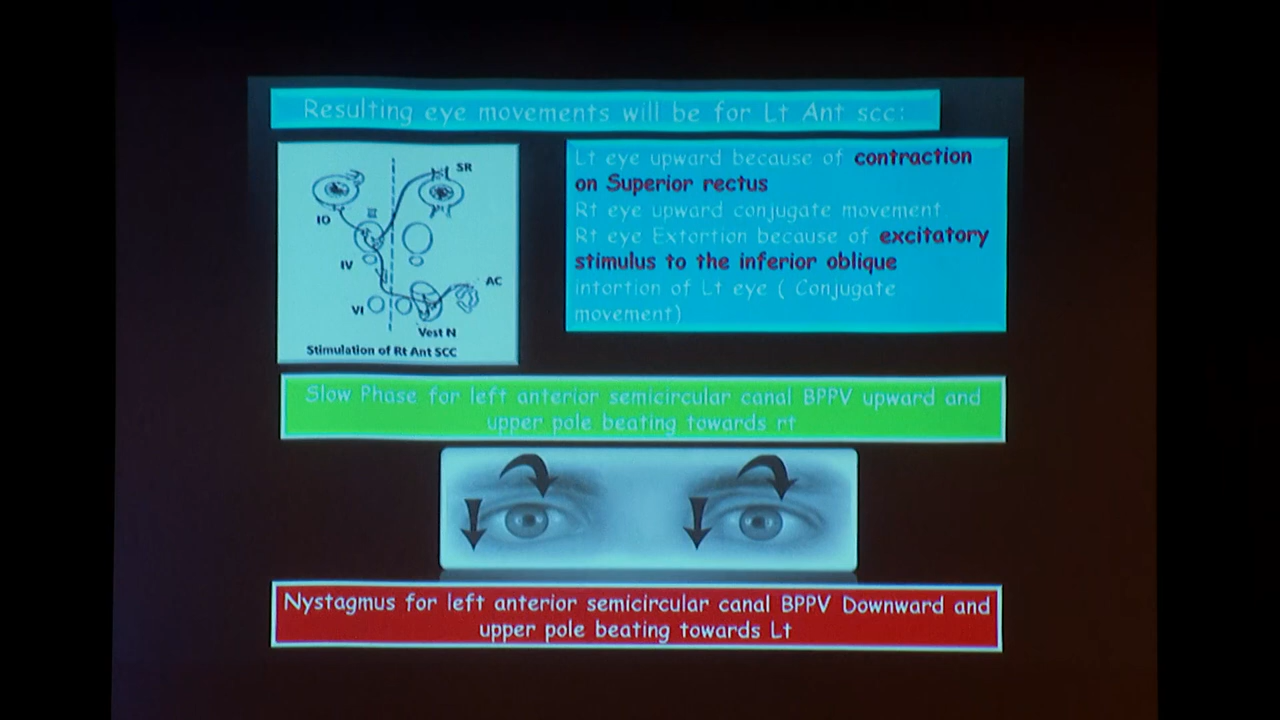 Resulting eye movements will be for Lt Ant scc:
Lt eye upward because of contraction
on Superior rectus
Rt eye upward conjugate movement
Rt eye Extortion because of excitatory
stimulus to the inferior oblique
intortion of Lt eye ( Conjugate
movement)
SR
IO
III
IV
AC
VI
Vest N
Stimulation of Rt Ant SCC
Slow Phase for left anterior semicircular canal BPPV upward and
upper pole beating towards rt
Nystagmus for left anterior semicircular canal BPPV Downward and
upper pole beating towards Lt